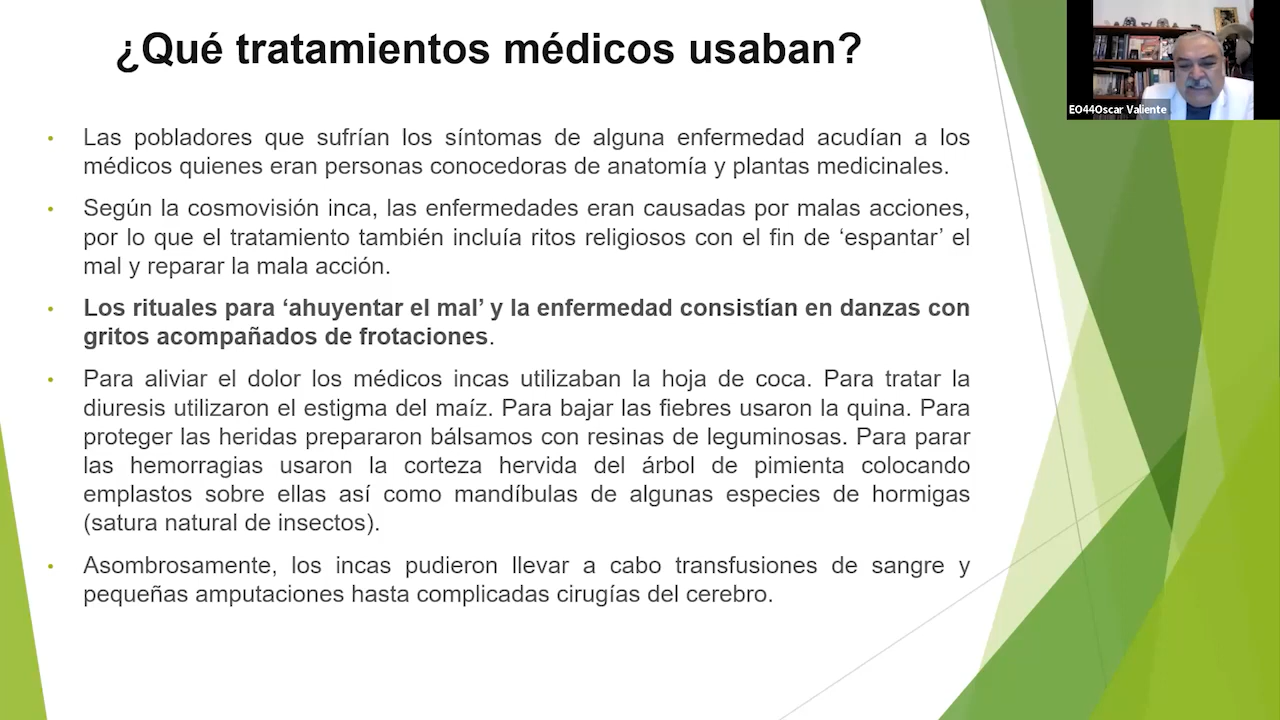 ¿Qué tratamientos médicos usaban?
EO44Oscar Valiente
• Las pobladores que sufrían los síntomas de alguna enfermedad acudían a los
médicos quienes eran personas conocedoras de anatomía y plantas medicinales.
• Según la cosmovisión inca, las enfermedades eran causadas por malas acciones,
por lo que el tratamiento también incluía ritos religiosos con el fin de ‘espantar’ el
mal y reparar la mala acción.
• Los rituales para ‘ahuyentar el mal’ y la enfermedad consistían en danzas con
gritos acompañados de frotaciones.
• Para aliviar el dolor los médicos incas utilizaban la hoja de coca. Para tratar la
diuresis utilizaron el estigma del maíz. Para bajar las fiebres usaron la quina. Para
proteger las heridas prepararon bálsamos con resinas de leguminosas. Para parar
las hemorragias usaron la corteza hervida del árbol de pimienta colocando
emplastos sobre ellas así como mandíbulas de algunas especies de hormigas
(satura natural de insectos).
• Asombrosamente, los incas pudieron llevar a cabo transfusiones de sangre y
pequeñas amputaciones hasta complicadas cirugías del cerebro.